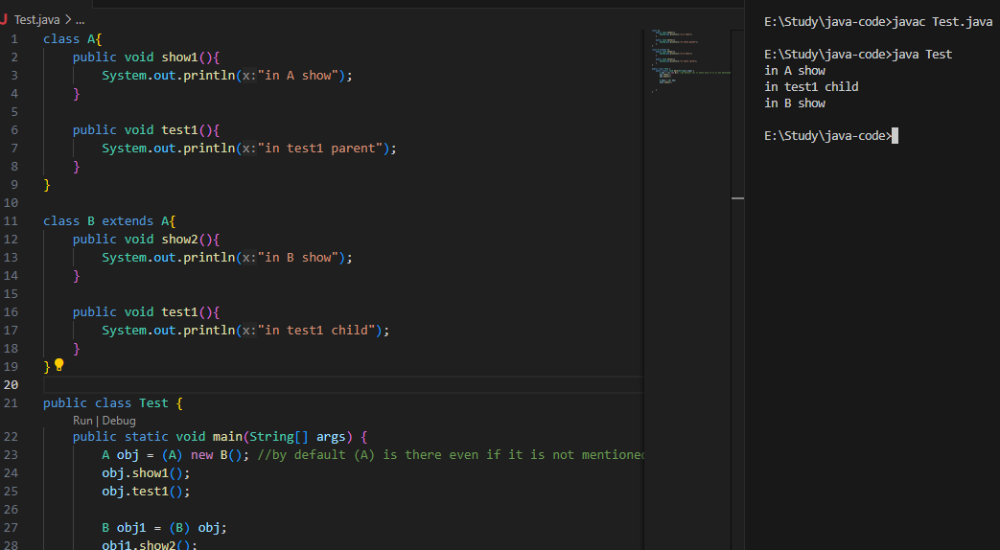 Test.java > ...
1 class A{
2 public void show1(){
3 System.out.println(x:"in A show");
4 }
5
6 public void test1(){
7 System.out.println(x:"in test1 parent");
8 }
9 }
10
11 class B extends A{
12 public void show2(){
13 System.out.println(x:"in B show");
14 }
15
16 public void test1(){
17 System.out.println(x:"in test1 child");
18 }
19 }
20
21 public class Test {
Run | Debug
22 public static void main(String[] args) {
23 A obj = (A) new B(); //by default (A) is there even if it is not mentioned
24 obj.show1();
25 obj.test1();
26
27 B obj1 = (B) obj;
28 obj1.show2();
E:\Study\java-code>javac Test.java
E:\Study\java-code>java Test
in A show
in test1 child
in B show
E:\Study\java-code>